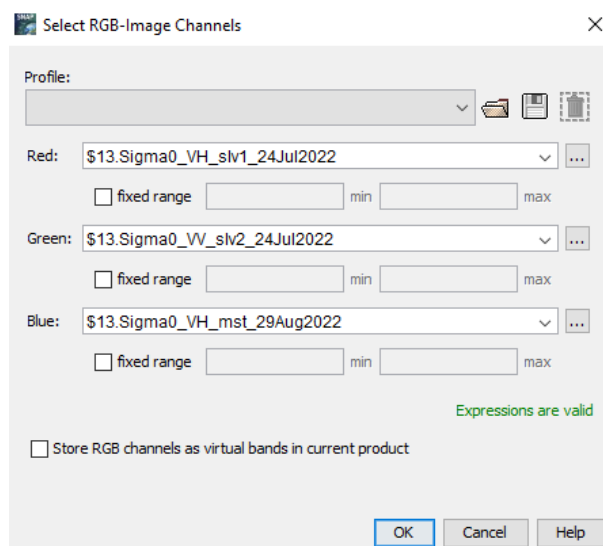 SNAP
Select RGB-Image Channels
Profile:
Red: $13.Sigma0_VH_slv1_24Jul2022 ...
fixed range min max
Green: $13.Sigma0_VV_slv2_24Jul2022 ...
fixed range min max
Blue: $13.Sigma0_VH_mst_29Aug2022 ...
fixed range min max
Expressions are valid
Store RGB channels as virtual bands in current product
OK Cancel Help